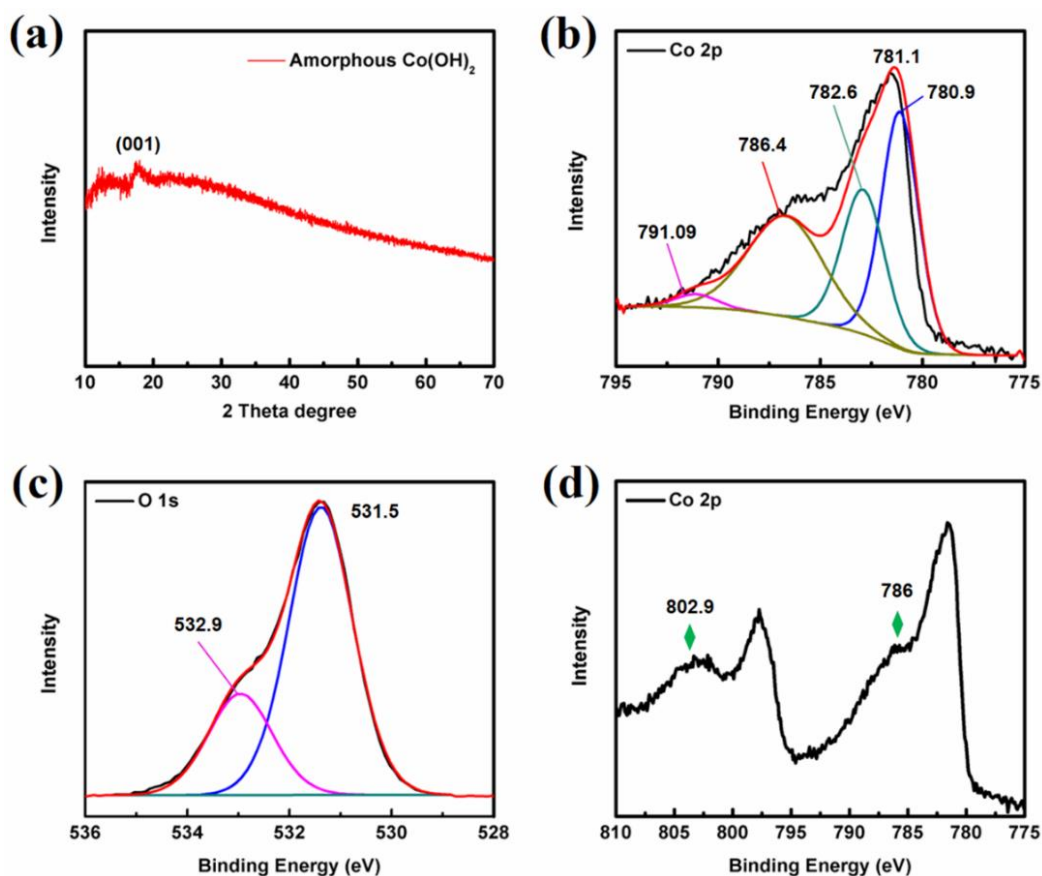 (a)
Amorphous Co(OH)2
(001)
Intensity
10 20 30 40 50 60 70
2 Theta degree
(b)
Co 2p
781.1
782.6
780.9
786.4
791.09
Intensity
795 790 785 780 775
Binding Energy (eV)
(c)
O 1s
531.5
532.9
Intensity
536 534 532 530 528
Binding Energy (eV)
(d)
Co 2p
802.9
786
Intensity
810 805 800 795 790 785 780 775
Binding Energy (eV)